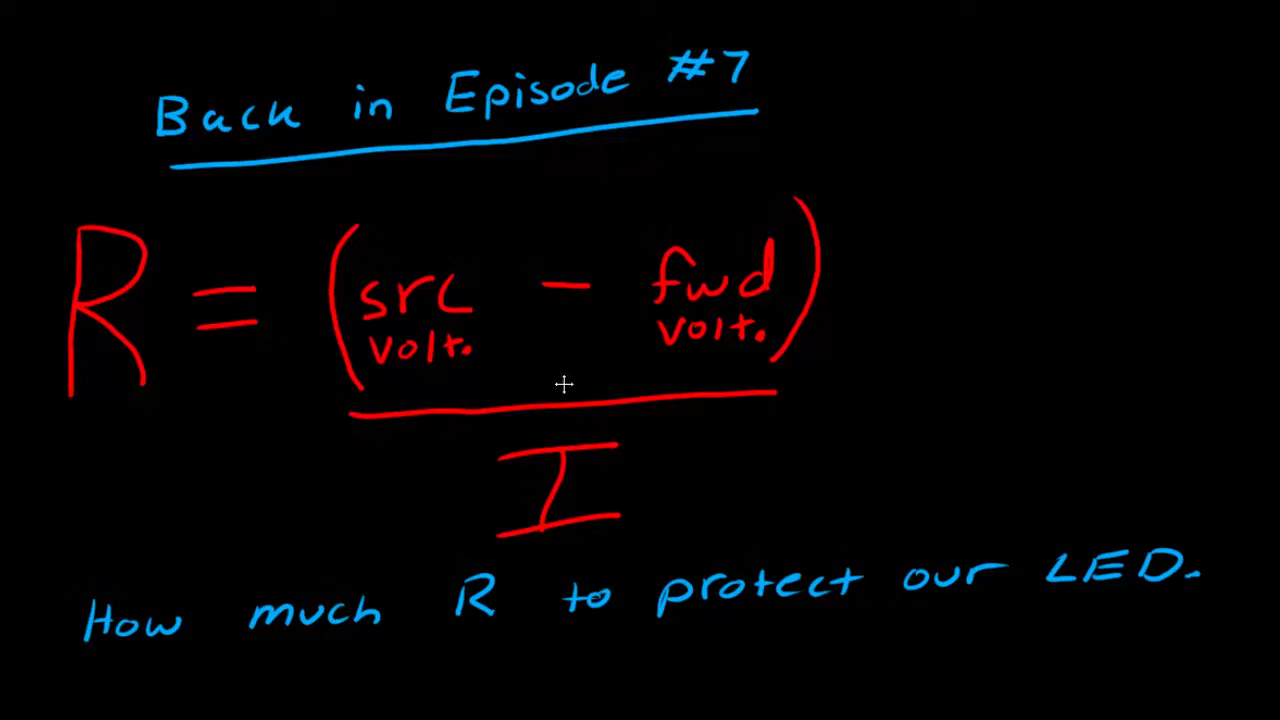 Back in Episode #7
R = (src volt. - fwd volt.)
I
How much R to protect our LED.